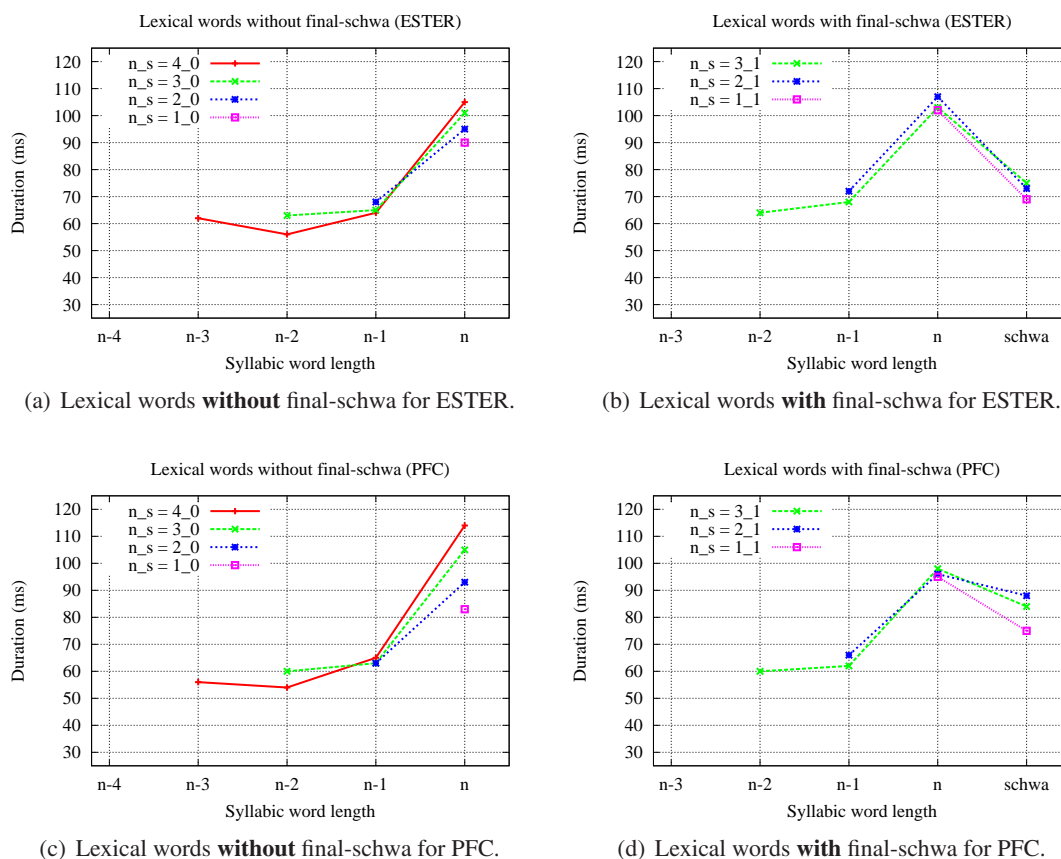 Lexical words without final-schwa (ESTER)
120
110
100
90
80
70
60
50
40
30
Duration (ms)
n_s = 4_0
n_s = 3_0
n_s = 2_0
n_s = 1_0
n-4 n-3 n-2 n-1 n
Syllabic word length
(a) Lexical words without final-schwa for ESTER.
Lexical words with final-schwa (ESTER)
120
110
100
90
80
70
60
50
40
30
Duration (ms)
n_s = 3_1
n_s = 2_1
n_s = 1_1
n-3 n-2 n-1 n schwa
Syllabic word length
(b) Lexical words with final-schwa for ESTER.
Lexical words without final-schwa (PFC)
120
110
100
90
80
70
60
50
40
30
Duration (ms)
n_s = 4_0
n_s = 3_0
n_s = 2_0
n_s = 1_0
n-4 n-3 n-2 n-1 n
Syllabic word length
(c) Lexical words without final-schwa for PFC.
Lexical words with final-schwa (PFC)
120
110
100
90
80
70
60
50
40
30
Duration (ms)
n_s = 3_1
n_s = 2_1
n_s = 1_1
n-3 n-2 n-1 n schwa
Syllabic word length
(d) Lexical words with final-schwa for PFC.